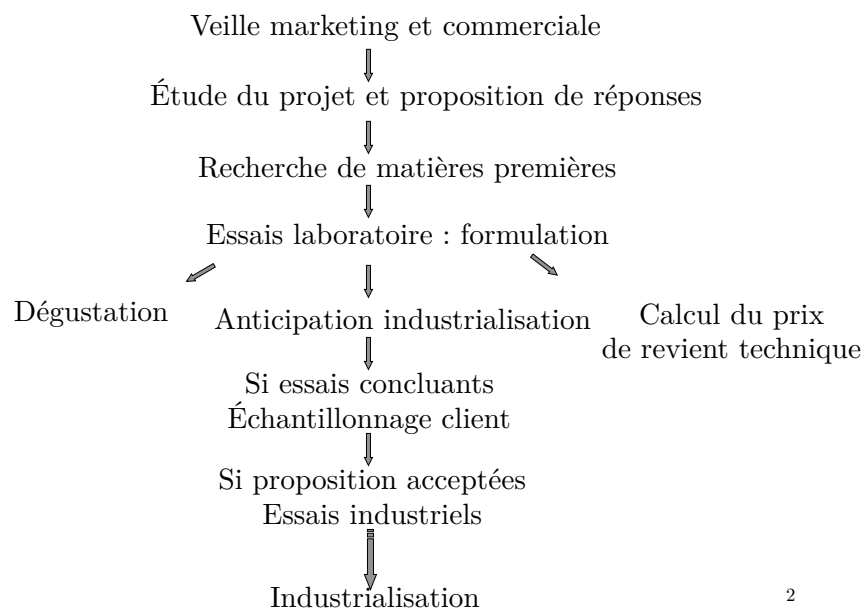 Veille marketing et commerciale
Étude du projet et proposition de réponses
Recherche de matières premières
Essais laboratoire : formulation
Dégustation
Anticipation industrialisation
Calcul du prix
de revient technique
Si essais concluants
Échantillonnage client
Si proposition acceptées
Essais industriels
Industrialisation
2